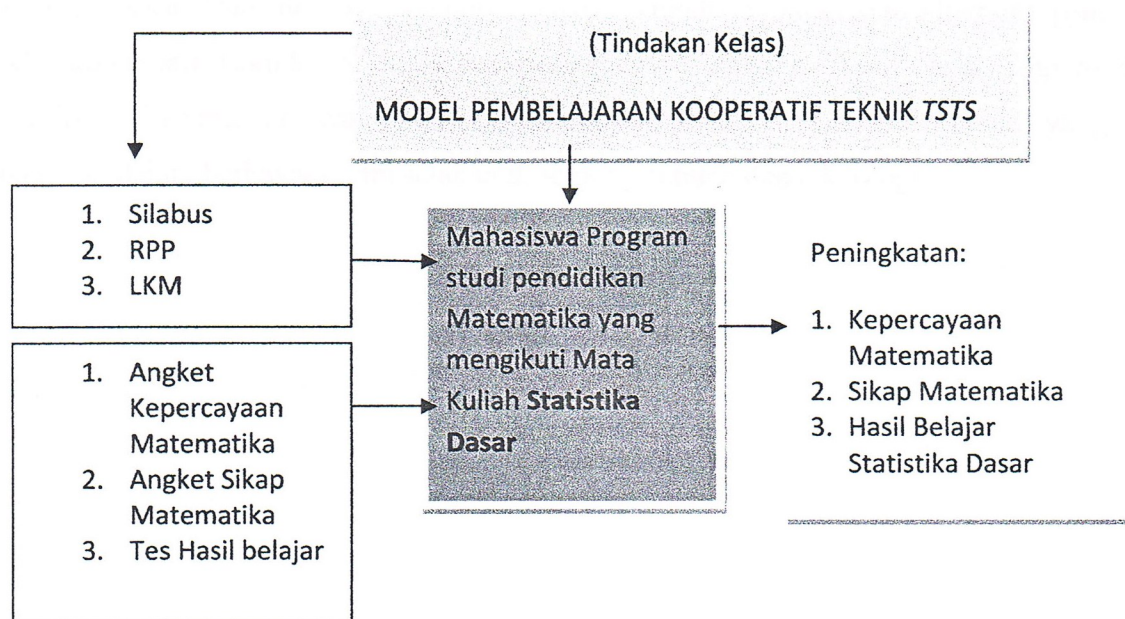 (Tindakan Kelas)
MODEL PEMBELAJARAN KOOPERATIF TEKNIK TSTS
1. Silabus
2. RPP
3. LKM
1. Angket
Kepercayaan
Matematika
2. Angket Sikap
Matematika
3. Tes Hasil belajar
Mahasiswa Program
studi pendidikan
Matematika yang
mengikuti Mata
Kuliah Statistika
Dasar
Peningkatan:
1. Kepercayaan
Matematika
2. Sikap Matematika
3. Hasil Belajar
Statistika Dasar